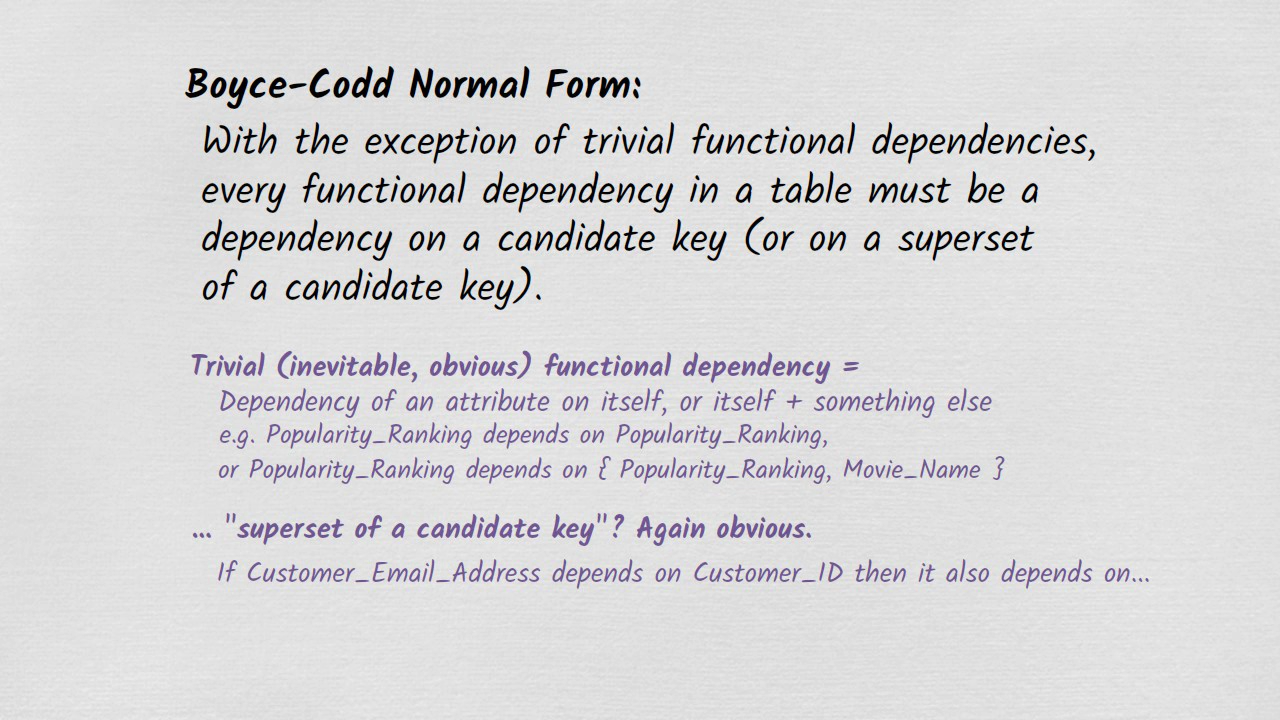 Boyce-Codd Normal Form:
With the exception of trivial functional dependencies,
every functional dependency in a table must be a
dependency on a candidate key (or on a superset
of a candidate key).
Trivial (inevitable, obvious) functional dependency =
Dependency of an attribute on itself, or itself + something else
e.g. Popularity_Ranking depends on Popularity_Ranking,
or Popularity_Ranking depends on { Popularity_Ranking, Movie_Name }
... "superset of a candidate key"? Again obvious.
If Customer_Email_Address depends on Customer_ID then it also depends on...